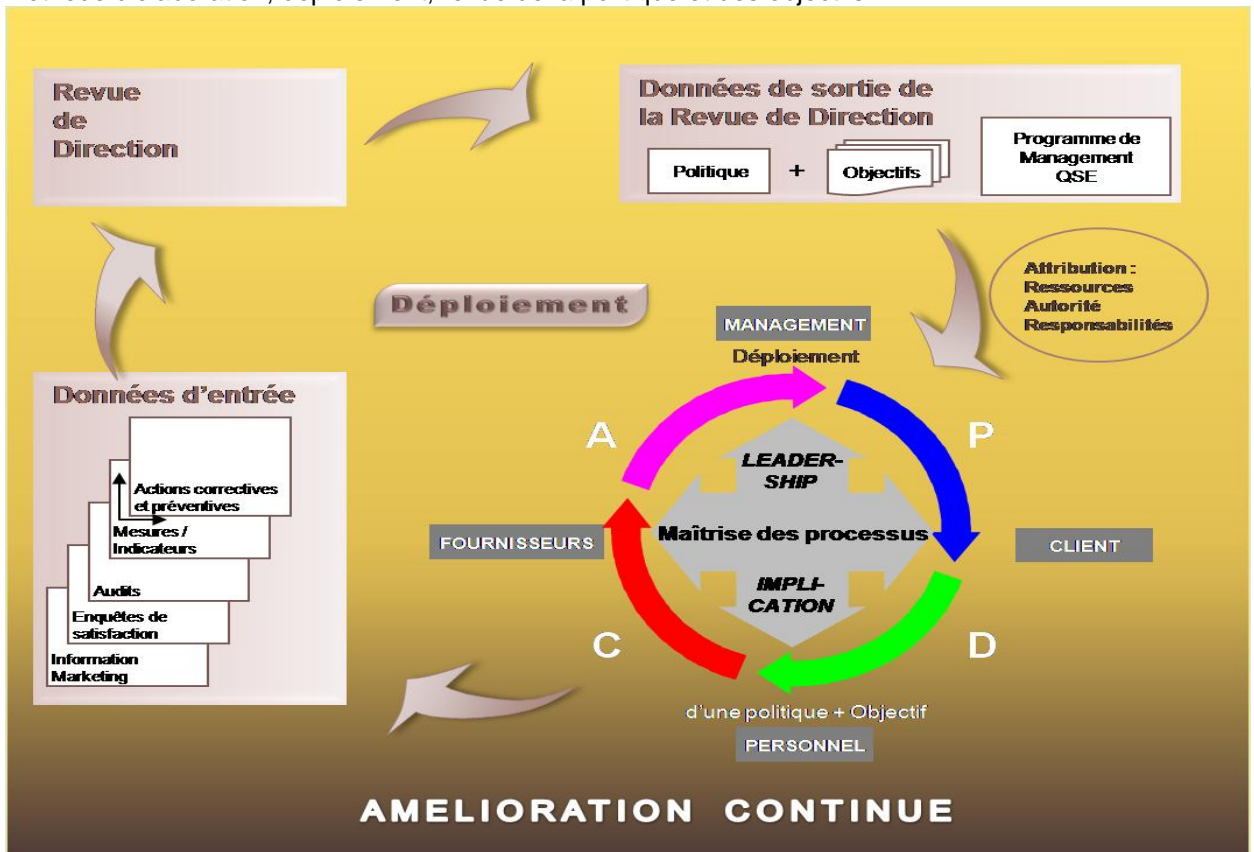 Revue
de
Direction
Données de sortie de
la Revue de Direction
Politique
+
Objectifs
Programme de
Management
QSE
Attribution :
Ressources
Autorité
Responsabilités
Déploiement
MANAGEMENT
Déploiement
Données d'entrée
Actions correctives
et préventives
Mesures /
Indicateurs
Audits
Enquêtes de
satisfaction
Information
Marketing
A
P
LEADER-
SHIP
FOURNISSEURS
Maîtrise des processus
CLIENT
IMPLI-
CATION
C
D
d'une politique + Objectif
PERSONNEL
AMELIORATION CONTINUE